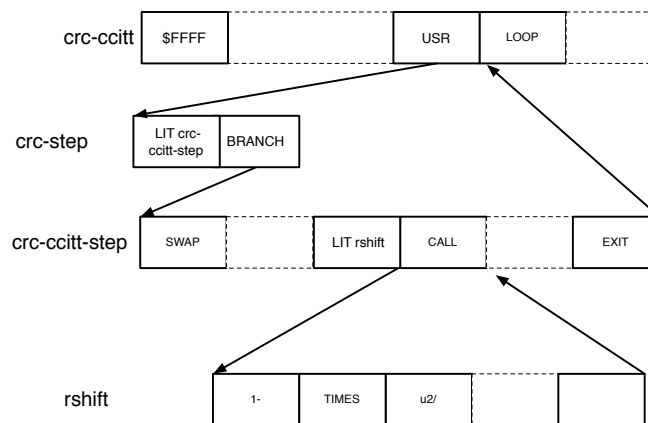 crc-ccitt $FFFF USR LOOP
crc-step LIT crc-
ccitt-step BRANCH
crc-ccitt-step SWAP LIT rshift CALL EXIT
rshift 1- TIMES u2/